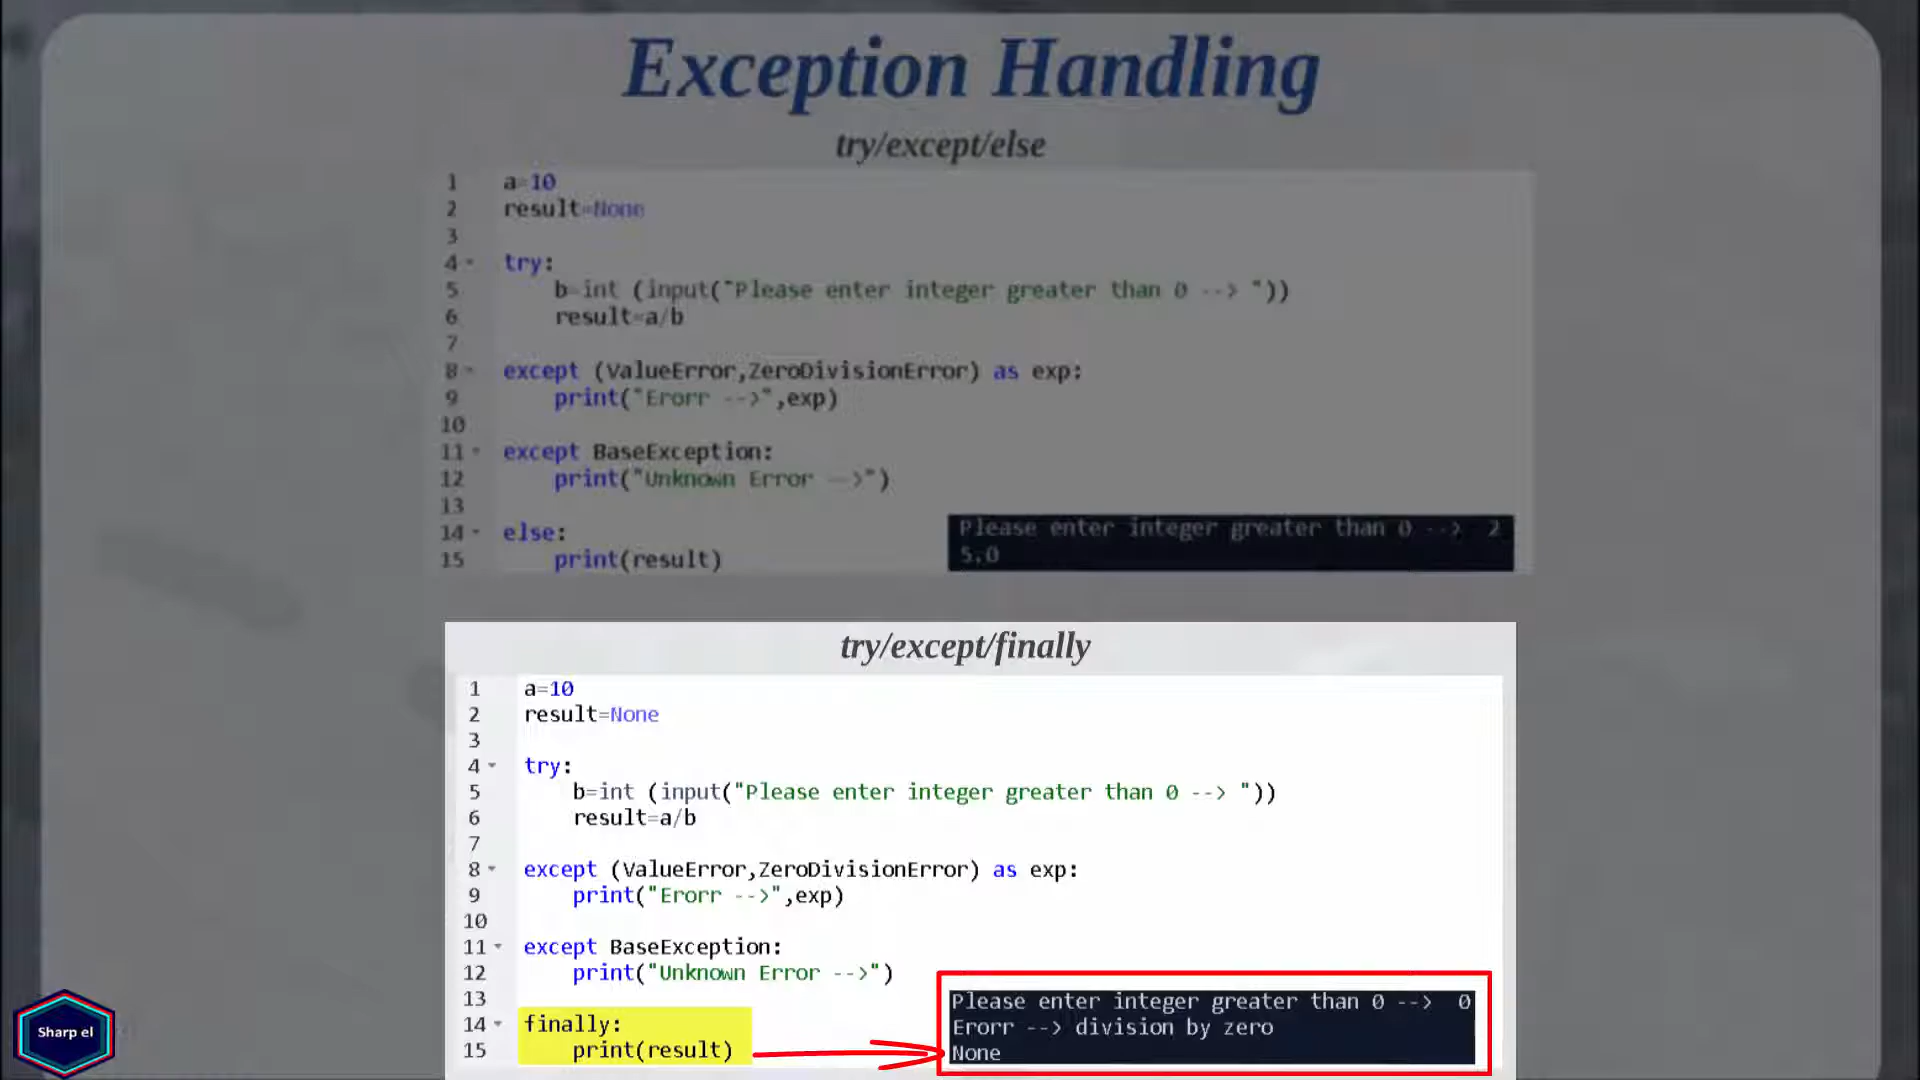 Exception Handling
try/except/else
1 a=10
2 result=None
3
4 try:
5 b=int (input("Please enter integer greater than 0 --> "))
6 result=a/b
7
8 except (ValueError,ZeroDivisionError) as exp:
9 print("Erorr -->",exp)
10
11 except BaseException:
12 print("Unknown Error -->")
13
14 else:
15 print(result)
Please enter integer greater than 0 --> 2
5.0
try/except/finally
1 a=10
2 result=None
3
4 try:
5 b=int (input("Please enter integer greater than 0 --> "))
6 result=a/b
7
8 except (ValueError,ZeroDivisionError) as exp:
9 print("Erorr -->",exp)
10
11 except BaseException:
12 print("Unknown Error -->")
13
14 finally:
15 print(result)
Please enter integer greater than 0 --> 0
Erorr --> division by zero
None
Sharp el